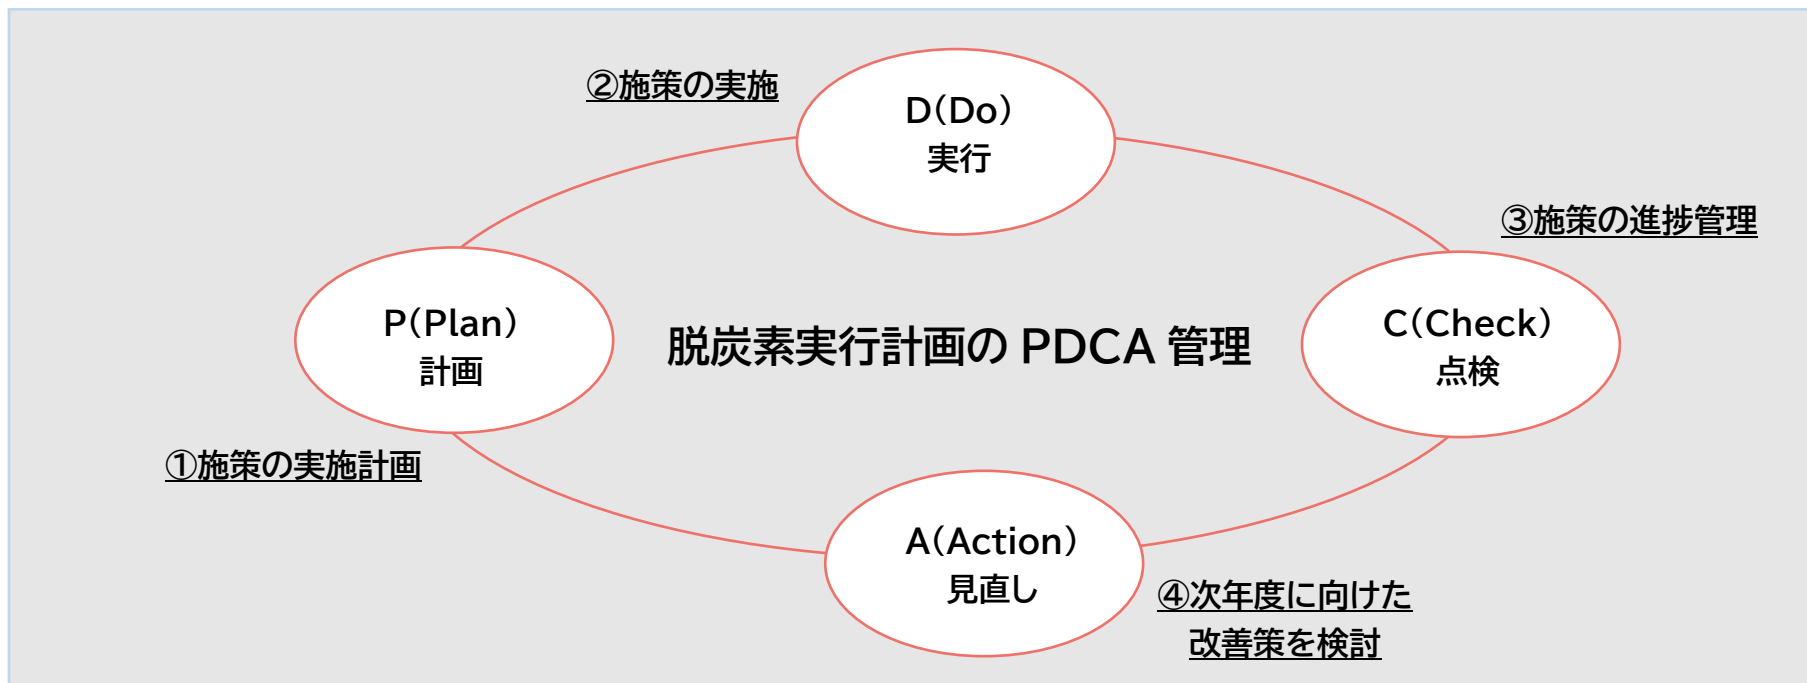 ②施策の実施
D(Do)
実行
③施策の進捗管理
P(Plan)
計画
脱炭素実行計画の PDCA 管理
C(Check)
点検
①施策の実施計画
A(Action)
見直し
④次年度に向けた
改善策を検討